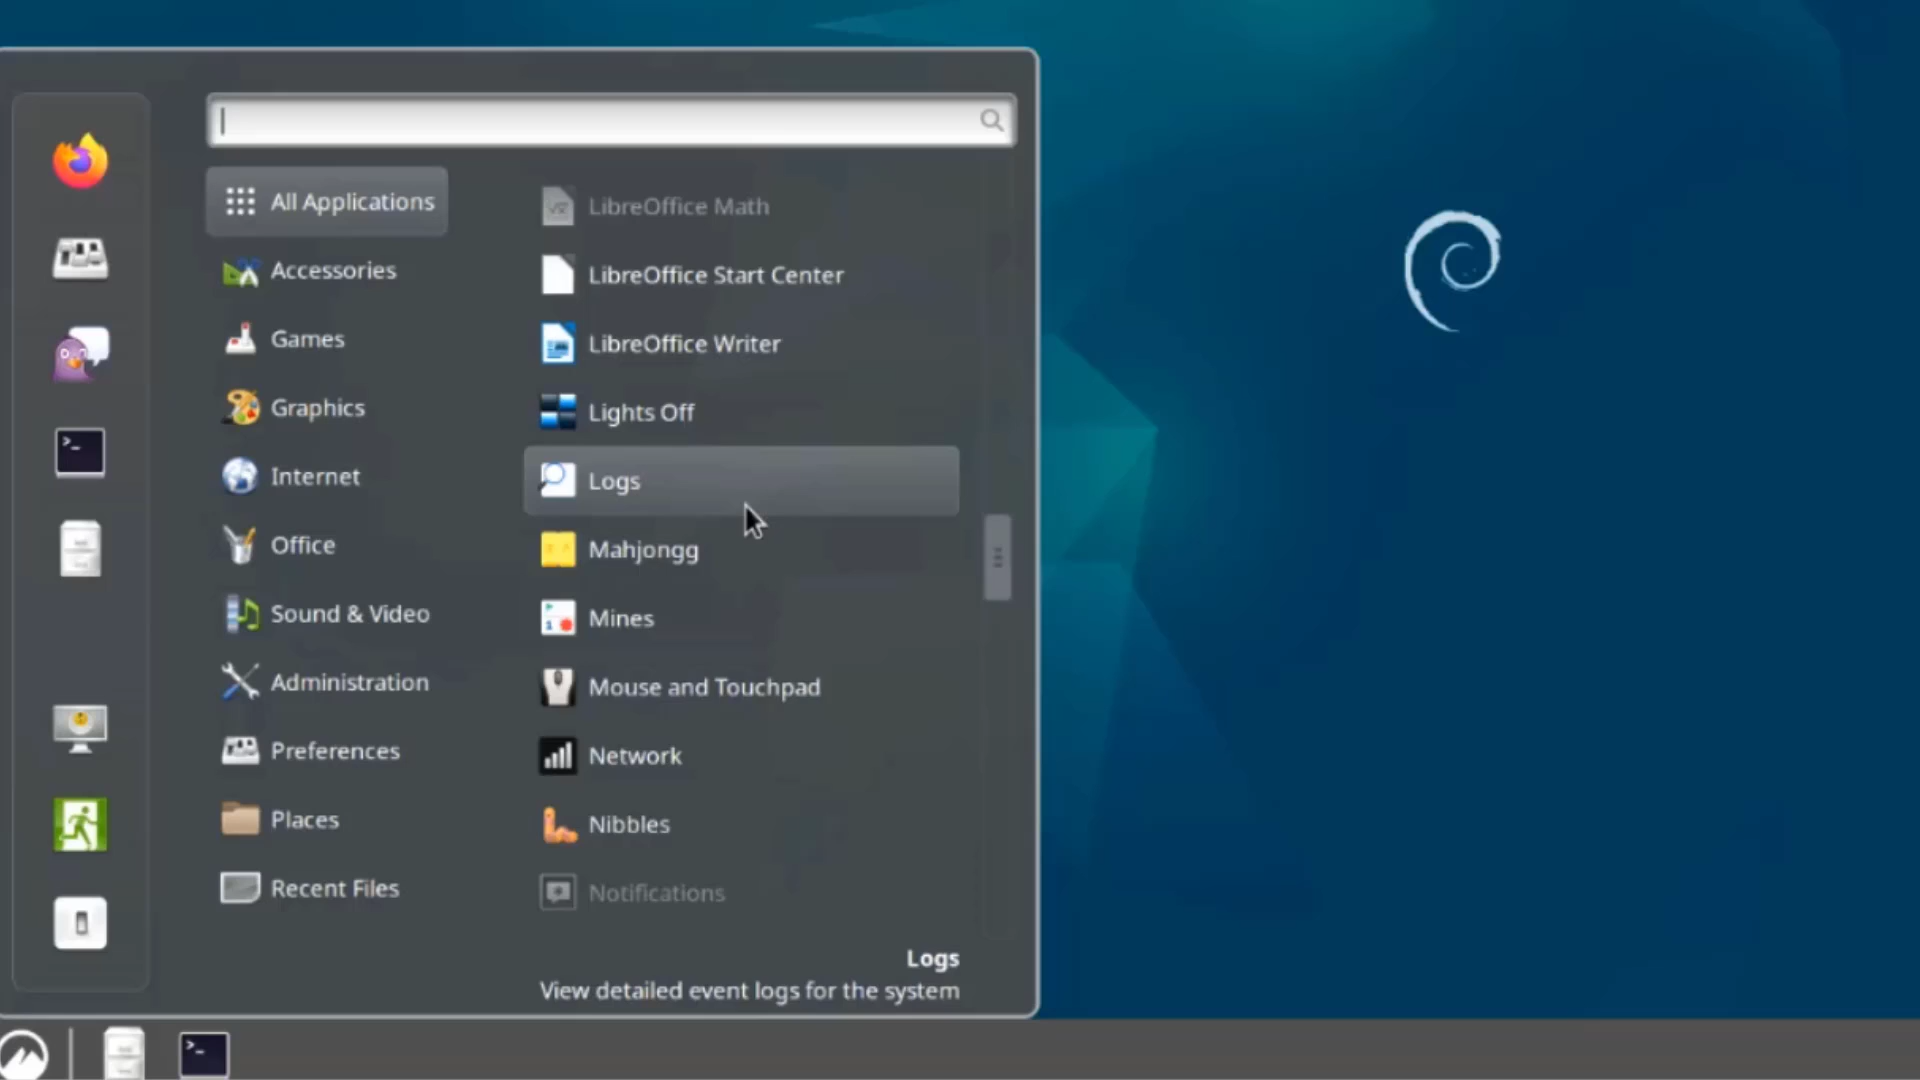 All Applications
Accessories
Games
Graphics
Internet
Office
Sound & Video
Administration
Preferences
Places
Recent Files
LibreOffice Math
LibreOffice Start Center
LibreOffice Writer
Lights Off
Logs
Mahjongg
Mines
Mouse and Touchpad
Network
Nibbles
Notifications
Logs
View detailed event logs for the system